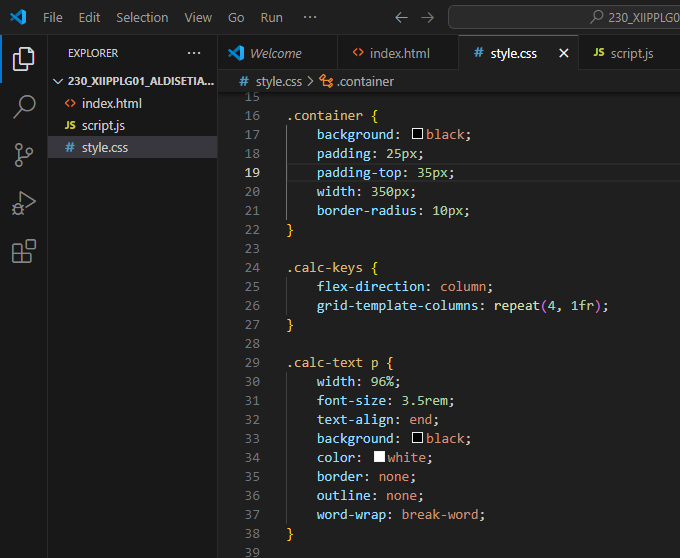 File Edit Selection View Go Run ··· 230_XIIPPLG0
EXPLORER ···
Welcome index.html style.css script.js
230_XIIPPLG01_ALDISETIA...
index.html
script.js
style.css
style.css > .container
15
16 .container {
17 background: black;
18 padding: 25px;
19 padding-top: 35px;
20 width: 350px;
21 border-radius: 10px;
22 }
23
24 .calc-keys {
25 flex-direction: column;
26 grid-template-columns: repeat(4, 1fr);
27 }
28
29 .calc-text p {
30 width: 96%;
31 font-size: 3.5rem;
32 text-align: end;
33 background: black;
34 color: white;
35 border: none;
36 outline: none;
37 word-wrap: break-word;
38 }
39